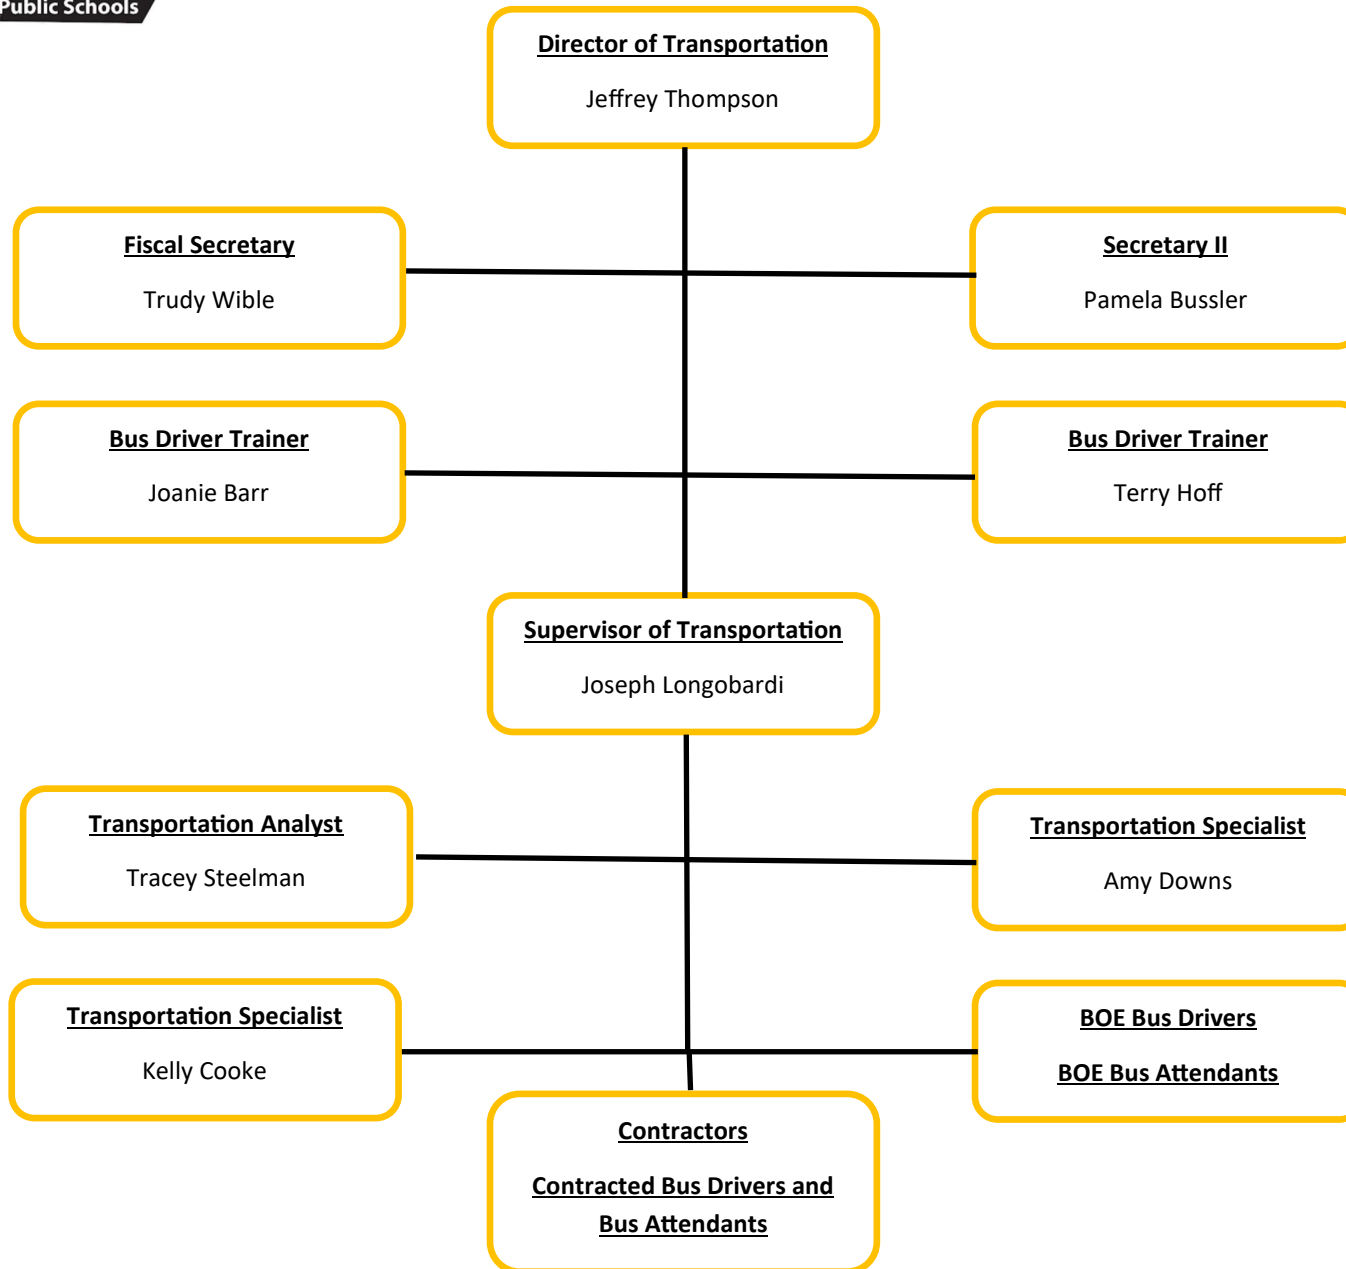 Public Schools
Director of Transportation
Jeffrey Thompson
Fiscal Secretary
Trudy Wible
Secretary II
Pamela Bussler
Bus Driver Trainer
Joanie Barr
Bus Driver Trainer
Terry Hoff
Supervisor of Transportation
Joseph Longobardi
Transportation Analyst
Tracey Steelman
Transportation Specialist
Amy Downs
Transportation Specialist
Kelly Cooke
BOE Bus Drivers
BOE Bus Attendants
Contractors
Contracted Bus Drivers and
Bus Attendants